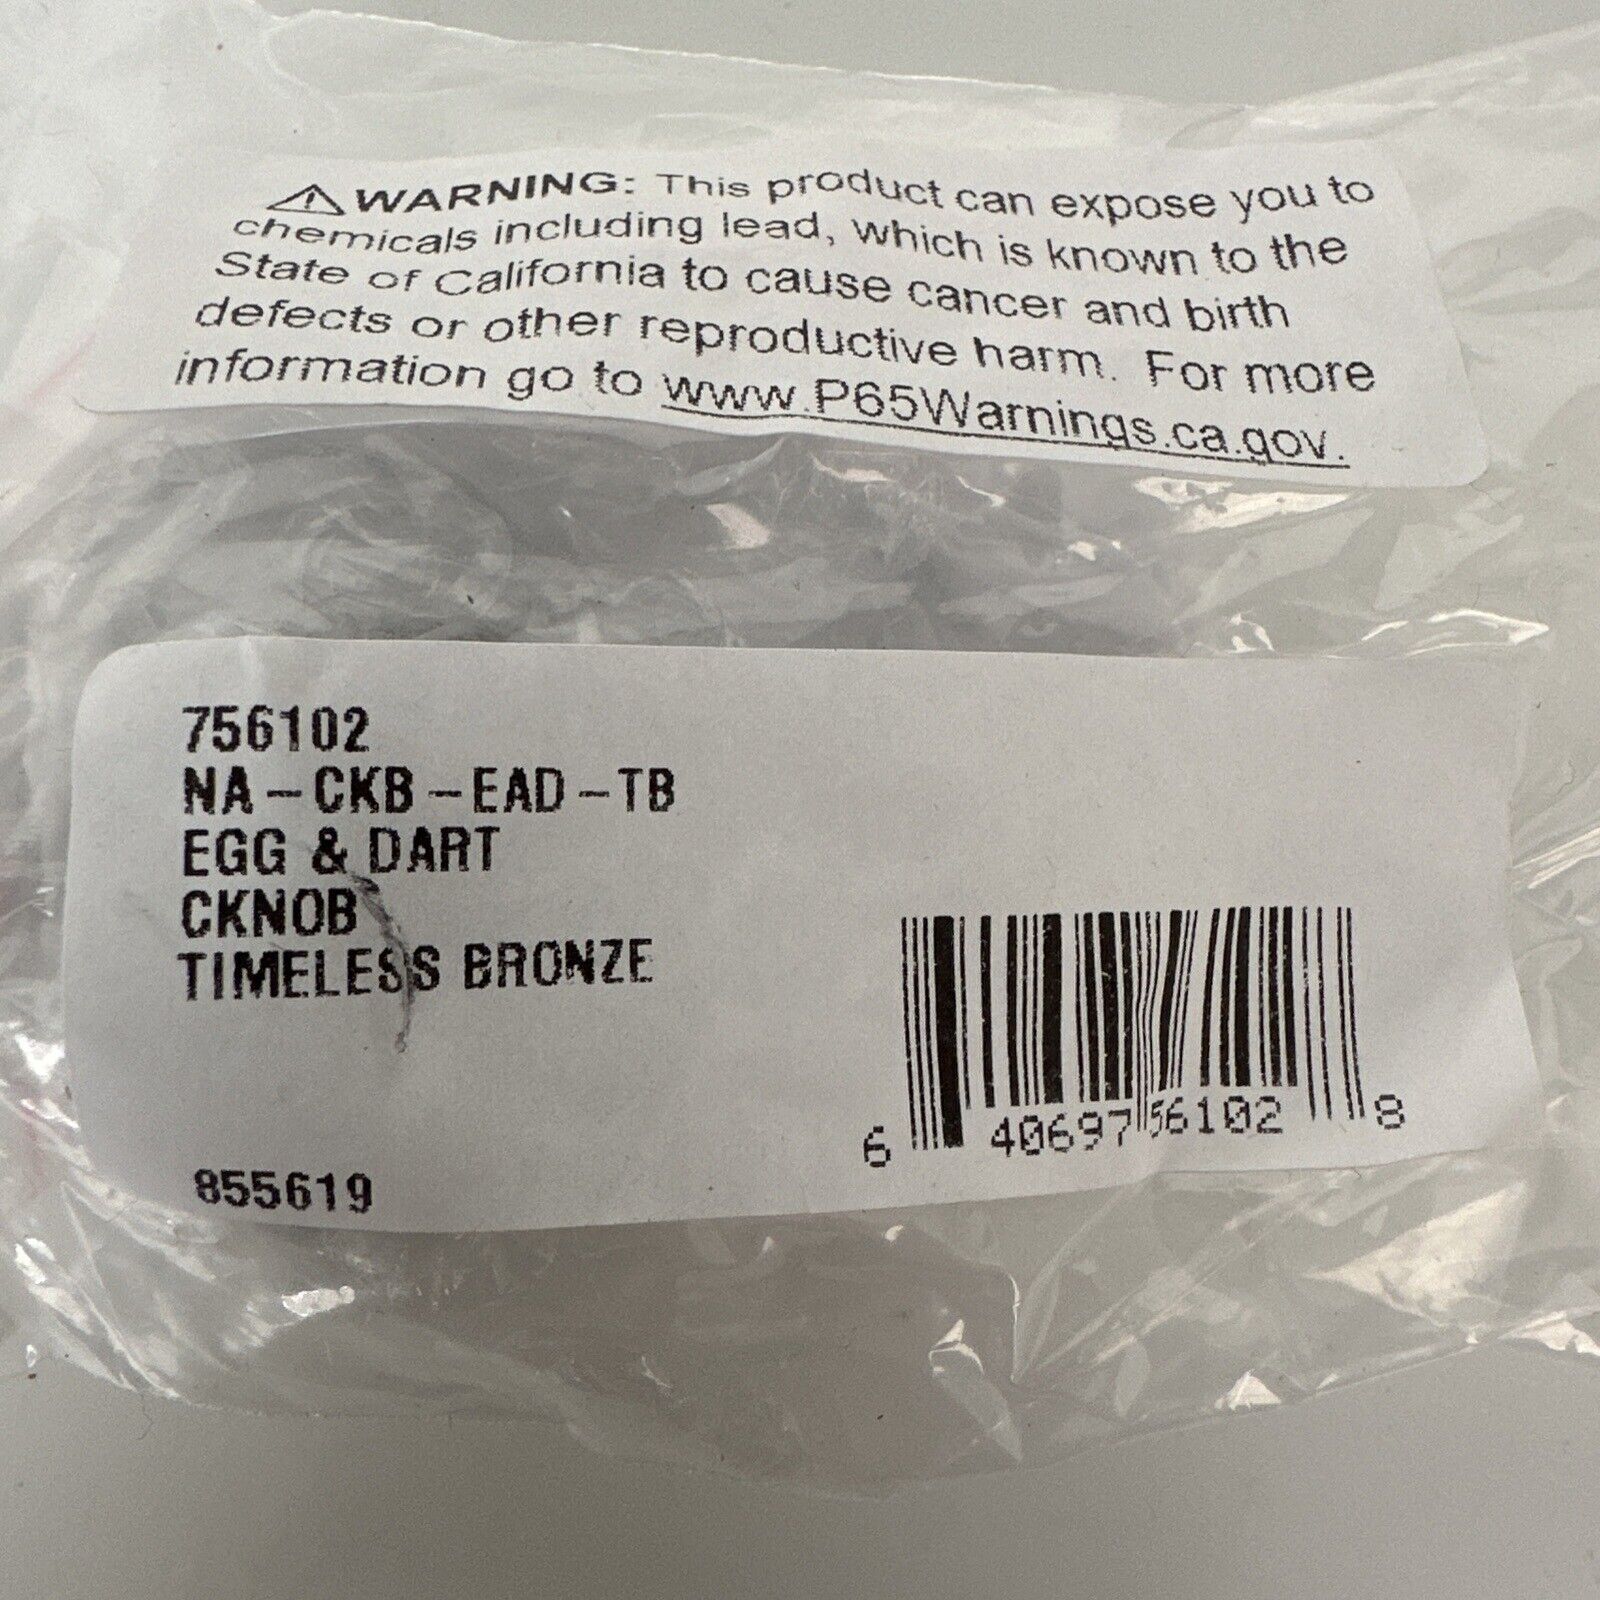 ⚠WARNING: This product can expose you to
chemicals including lead, which is known to the
State of California to cause cancer and birth
defects or other reproductive harm. For more
information go to www.P65Warnings.ca.gov.
756102
NA-CKB-EAD-TB
EGG & DART
CKNOB
TIMELESS BRONZE
6 40697 56102 8
855619